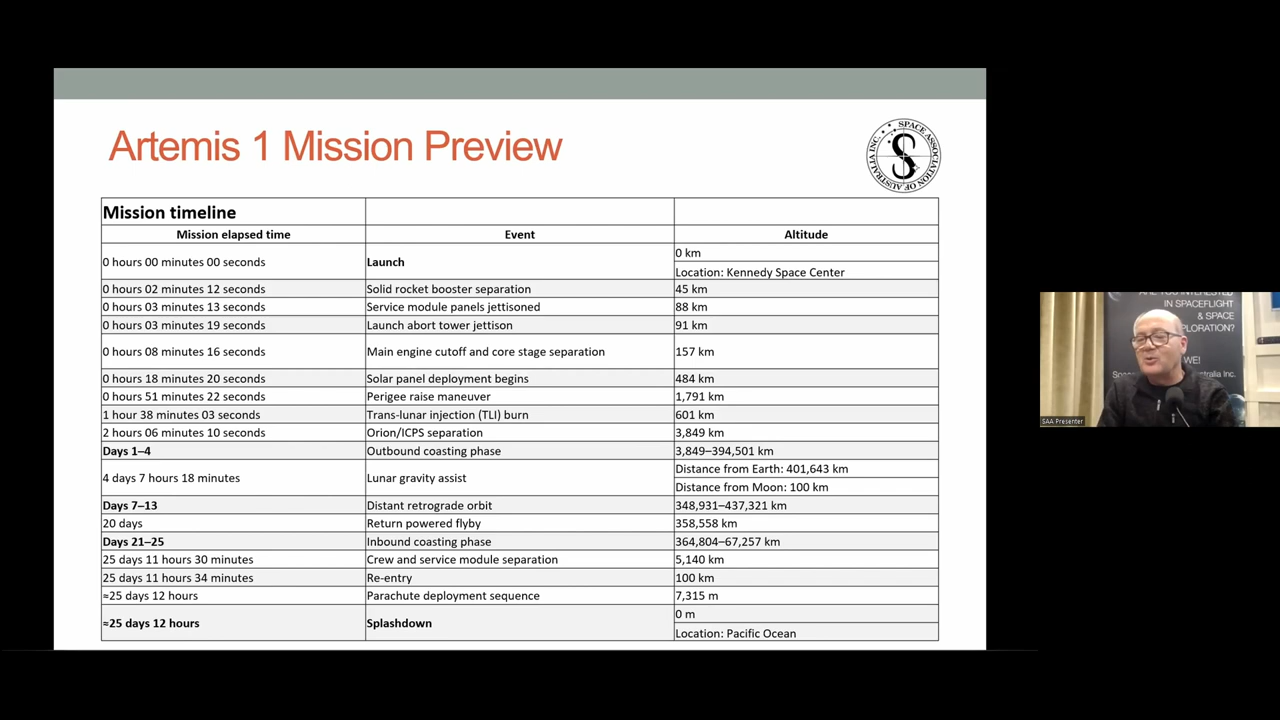 Artemis 1 Mission Preview
SPACE ASSOCIATION OF AUSTRALIA INC.
S
Mission timeline
Mission elapsed time Event Altitude
0 hours 00 minutes 00 seconds Launch 0 km
Location: Kennedy Space Center
0 hours 02 minutes 12 seconds Solid rocket booster separation 45 km
0 hours 03 minutes 13 seconds Service module panels jettisoned 88 km
0 hours 03 minutes 19 seconds Launch abort tower jettison 91 km
0 hours 08 minutes 16 seconds Main engine cutoff and core stage separation 157 km
0 hours 18 minutes 20 seconds Solar panel deployment begins 484 km
0 hours 51 minutes 22 seconds Perigee raise maneuver 1,791 km
1 hour 38 minutes 03 seconds Trans-lunar injection (TLI) burn 601 km
2 hours 06 minutes 10 seconds Orion/ICPS separation 3,849 km
Days 1–4 Outbound coasting phase 3,849–394,501 km
4 days 7 hours 18 minutes Lunar gravity assist Distance from Earth: 401,643 km
Distance from Moon: 100 km
Days 7–13 Distant retrograde orbit 348,931–437,321 km
20 days Return powered flyby 358,558 km
Days 21–25 Inbound coasting phase 364,804–67,257 km
25 days 11 hours 30 minutes Crew and service module separation 5,140 km
25 days 11 hours 34 minutes Re-entry 100 km
≈25 days 12 hours Parachute deployment sequence 7,315 m
≈25 days 12 hours Splashdown 0 m
Location: Pacific Ocean
ARE YOU INTERESTED
IN SPACEFLIGHT
& SPACE
PLORATION?
WE!
Inc.
SAA Presenter